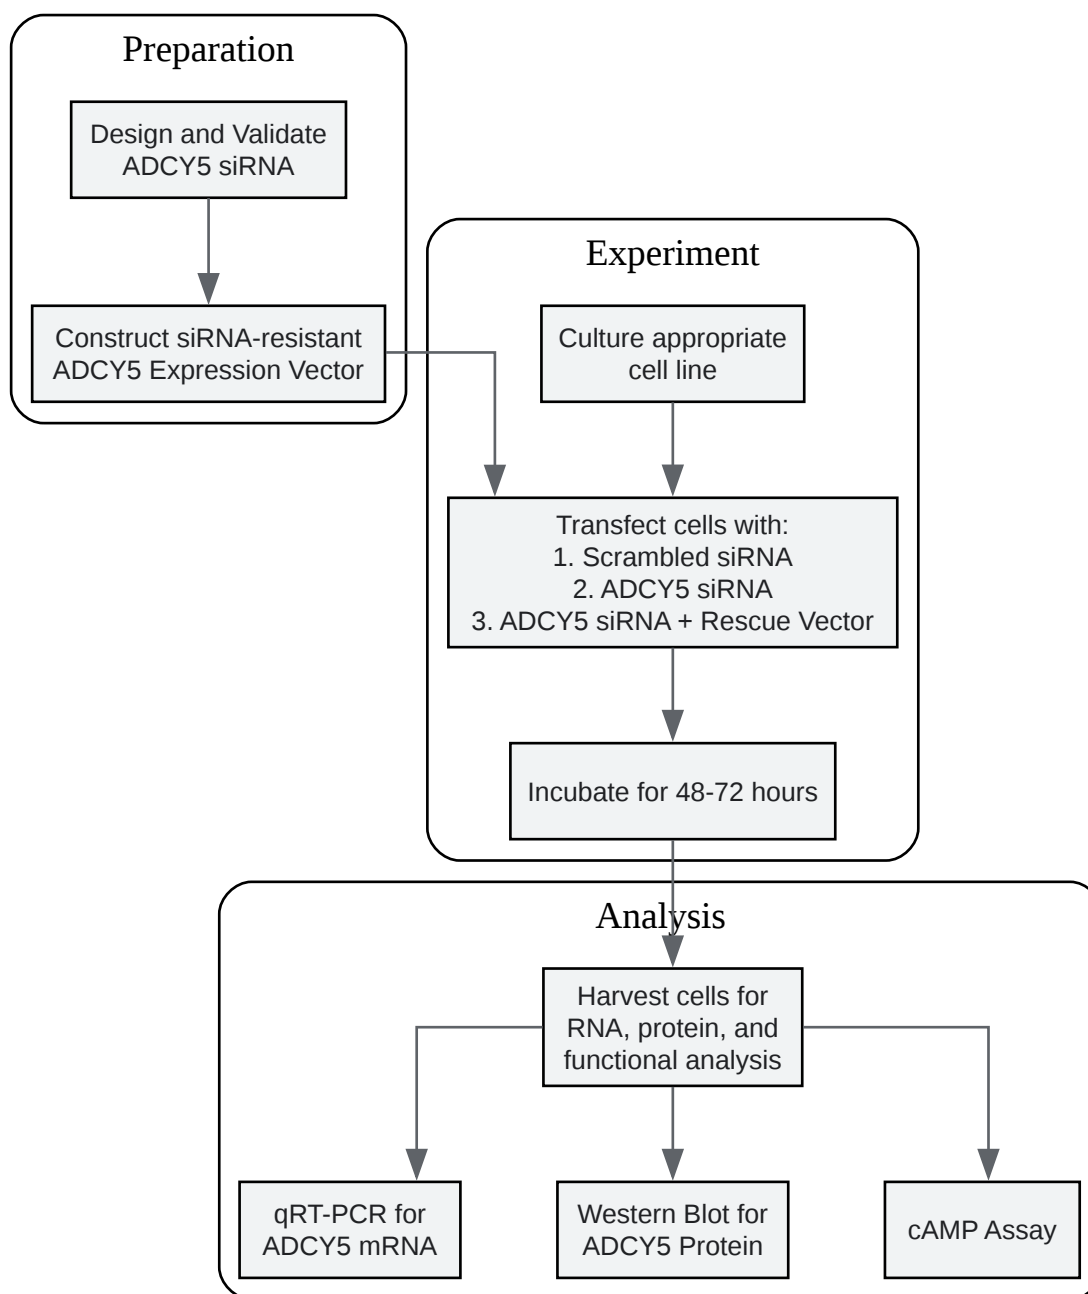 Preparation
Design and Validate
ADCY5 siRNA
Construct siRNA-resistant
ADCY5 Expression Vector
Experiment
Culture appropriate
cell line
Transfect cells with:
1. Scrambled siRNA
2. ADCY5 siRNA
3. ADCY5 siRNA + Rescue Vector
Incubate for 48-72 hours
Analysis
Harvest cells for
RNA, protein, and
functional analysis
qRT-PCR for
ADCY5 mRNA
Western Blot for
ADCY5 Protein
cAMP Assay